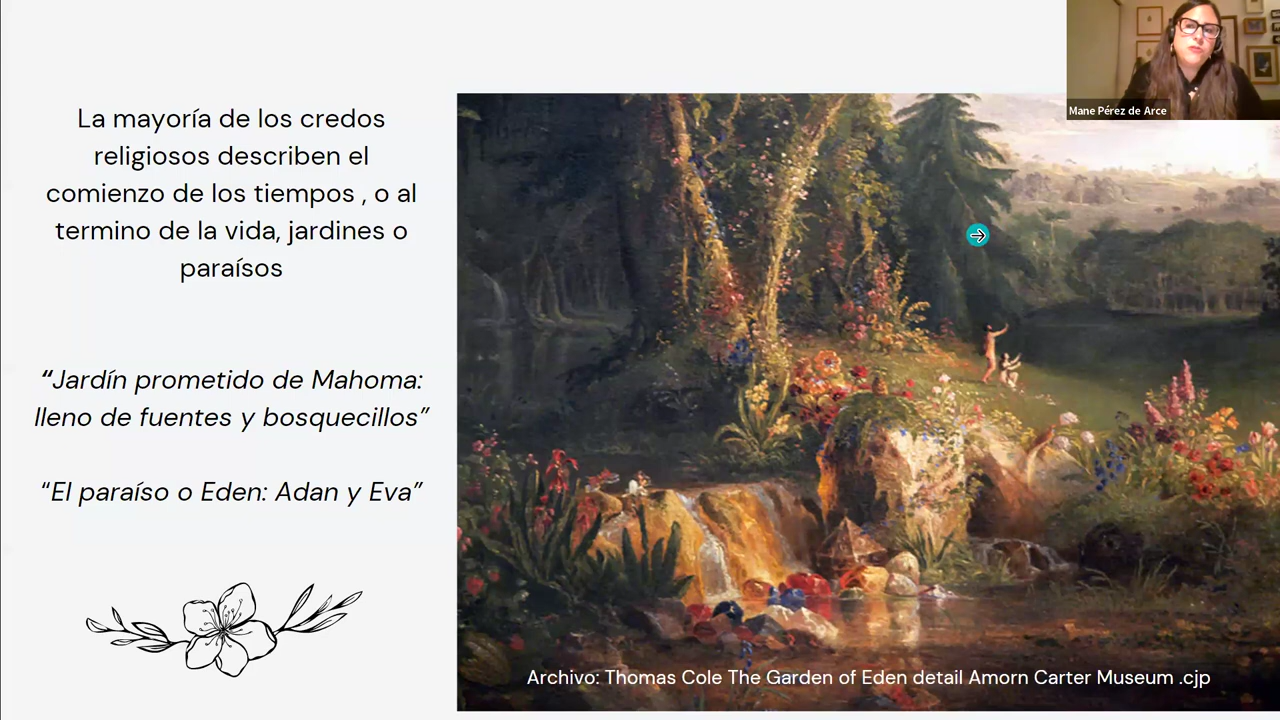 La mayoría de los credos
religiosos describen el
comienzo de los tiempos , o al
termino de la vida, jardines o
paraísos
“Jardín prometido de Mahoma:
lleno de fuentes y bosquecillos”
“El paraíso o Eden: Adan y Eva”
Archivo: Thomas Cole The Garden of Eden detail Amorn Carter Museum .cjp
Mane Pérez de Arce